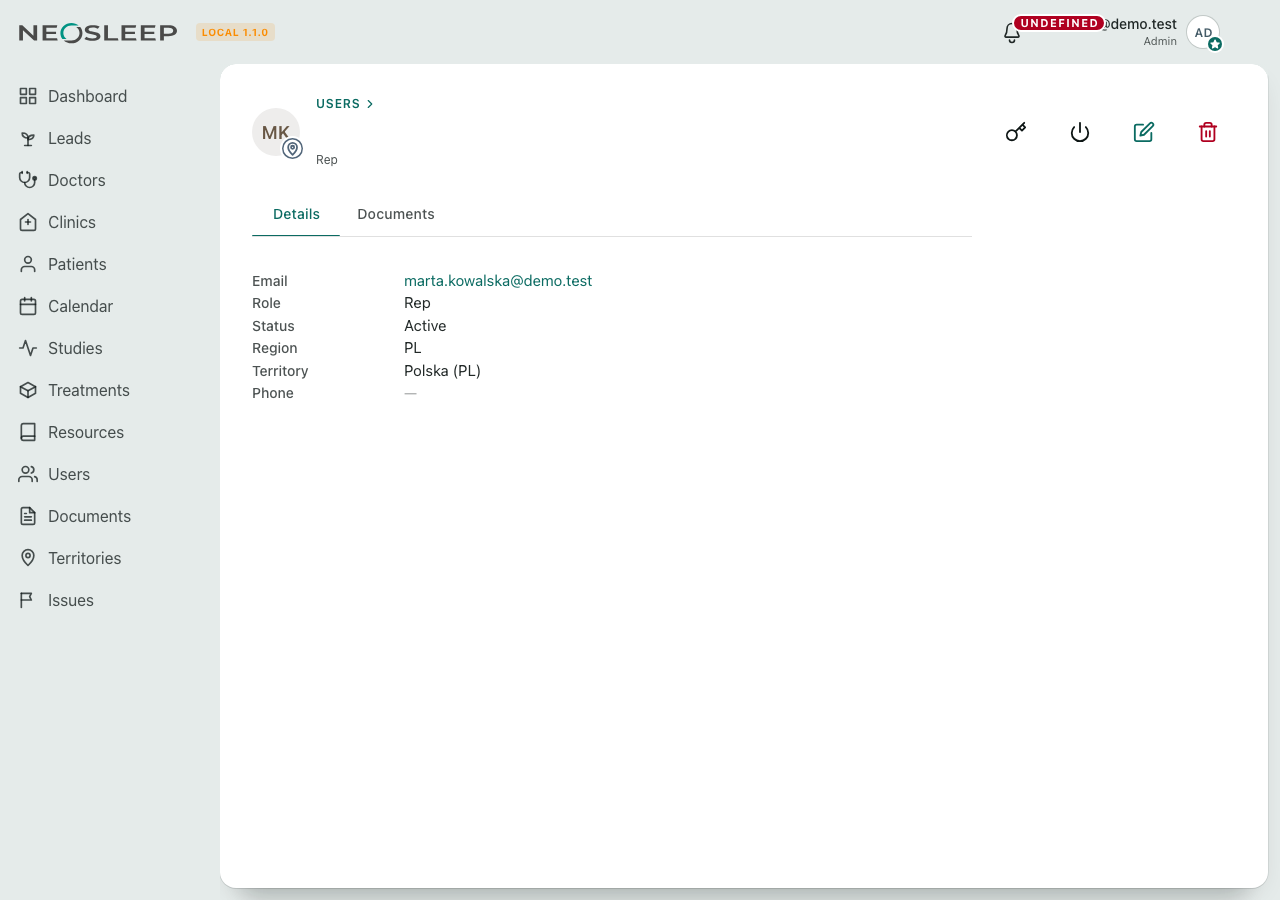 NEOSLEEP LOCAL 1.1.0
UNDEFINED @demo.test
Admin
AD
Dashboard
Leads
Doctors
Clinics
Patients
Calendar
Studies
Treatments
Resources
Users
Documents
Territories
Issues
USERS
MK
Rep
Details Documents
Email marta.kowalska@demo.test
Role Rep
Status Active
Region PL
Territory Polska (PL)
Phone —